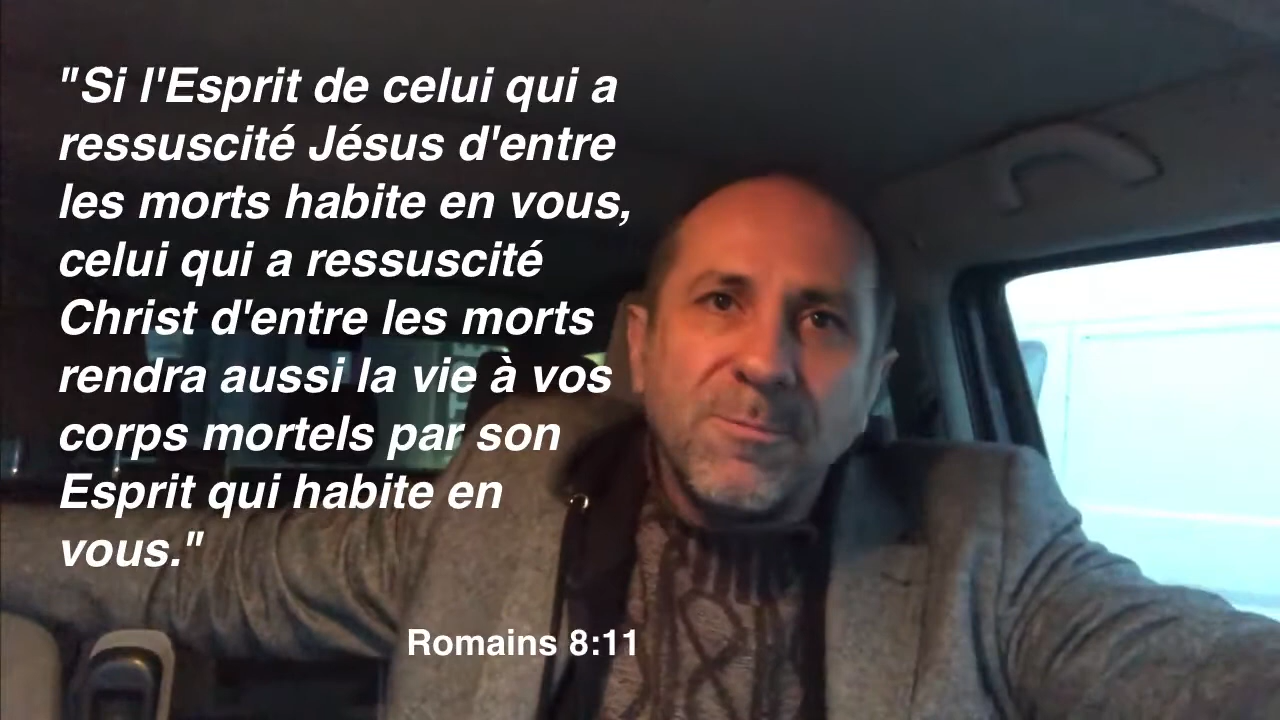 "Si l'Esprit de celui qui a
ressuscité Jésus d'entre
les morts habite en vous,
celui qui a ressuscité
Christ d'entre les morts
rendra aussi la vie à vos
corps mortels par son
Esprit qui habite en
vous."
Romains 8:11